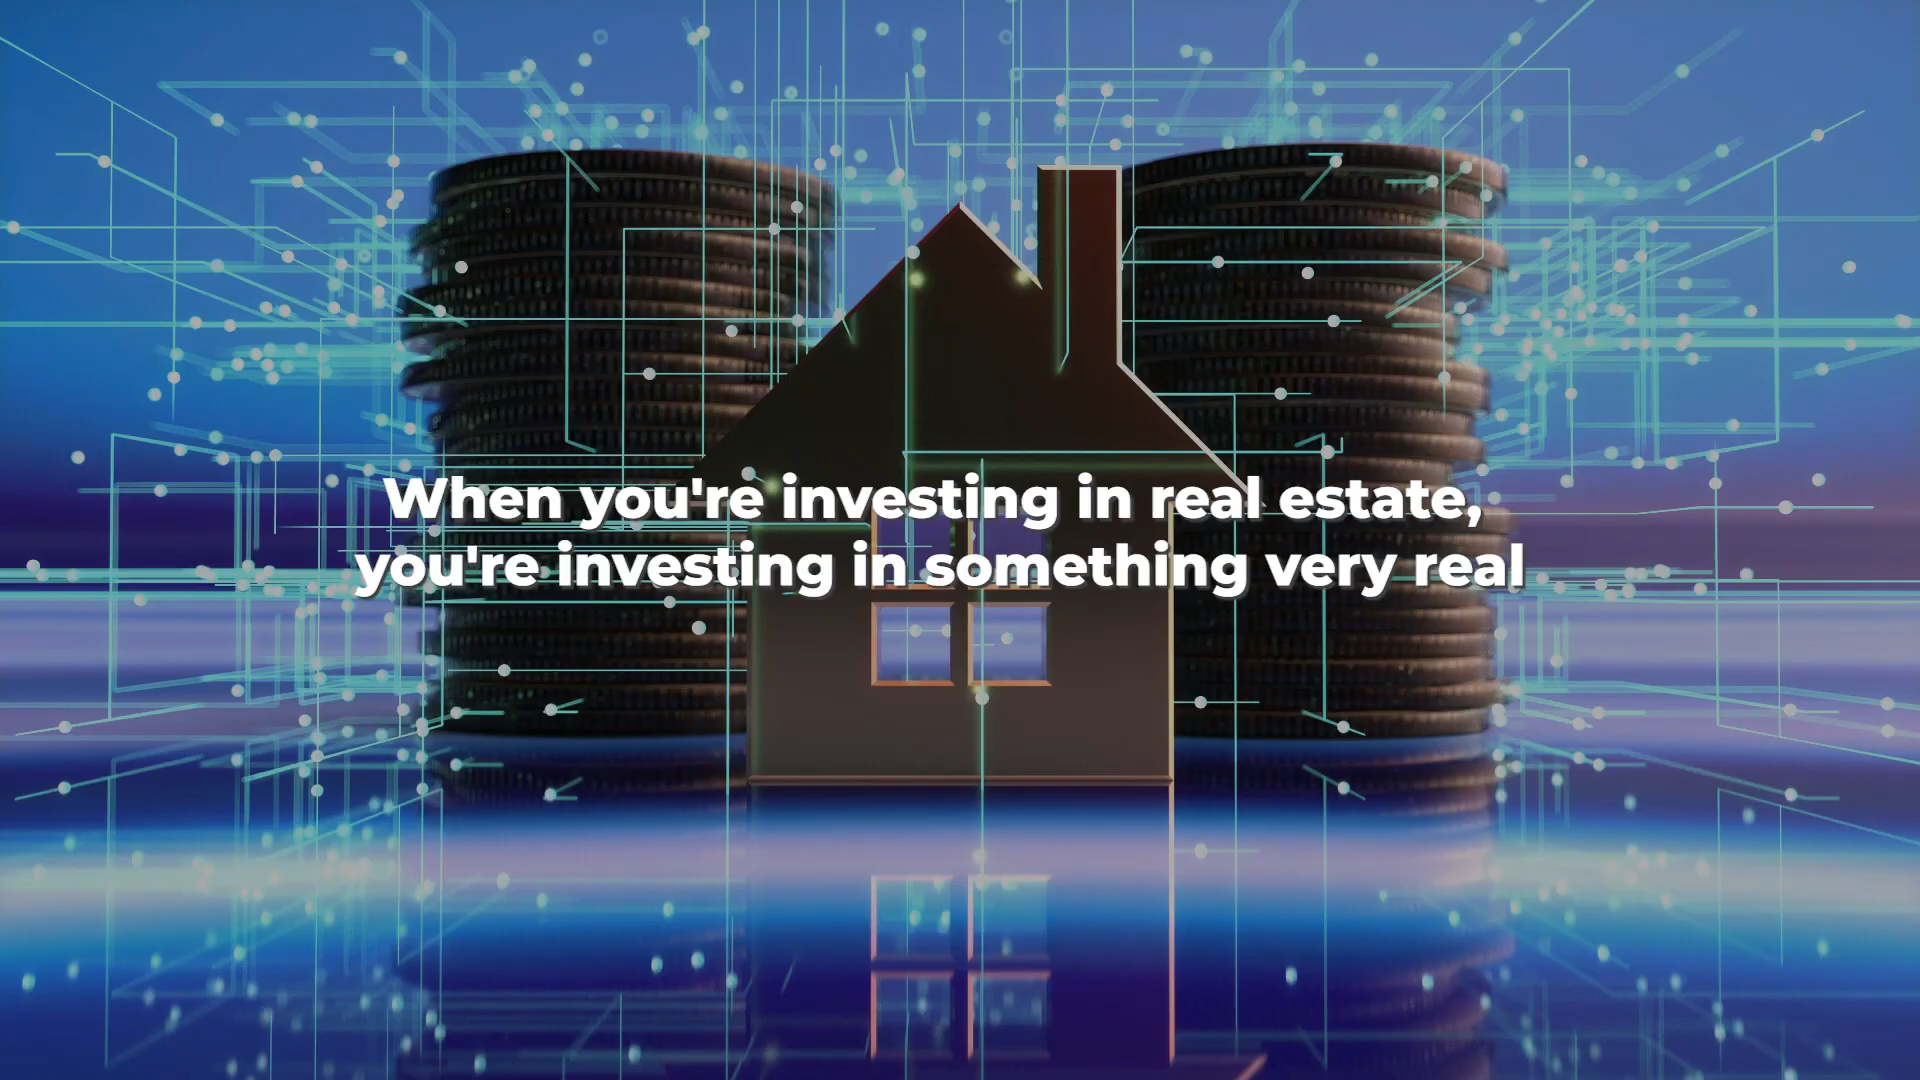 When you're investing in real estate,
you're investing in something very real